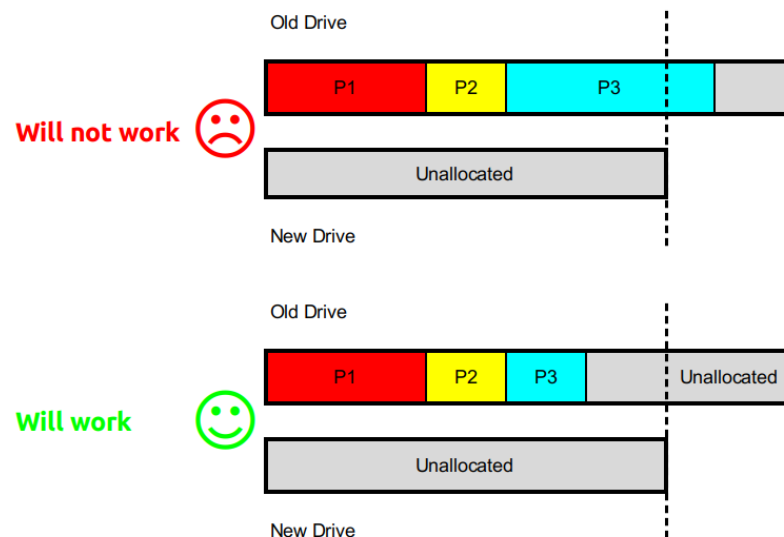 Old Drive
P1 P2 P3
Will not work
Unallocated
New Drive
Old Drive
P1 P2 P3 Unallocated
Will work
Unallocated
New Drive